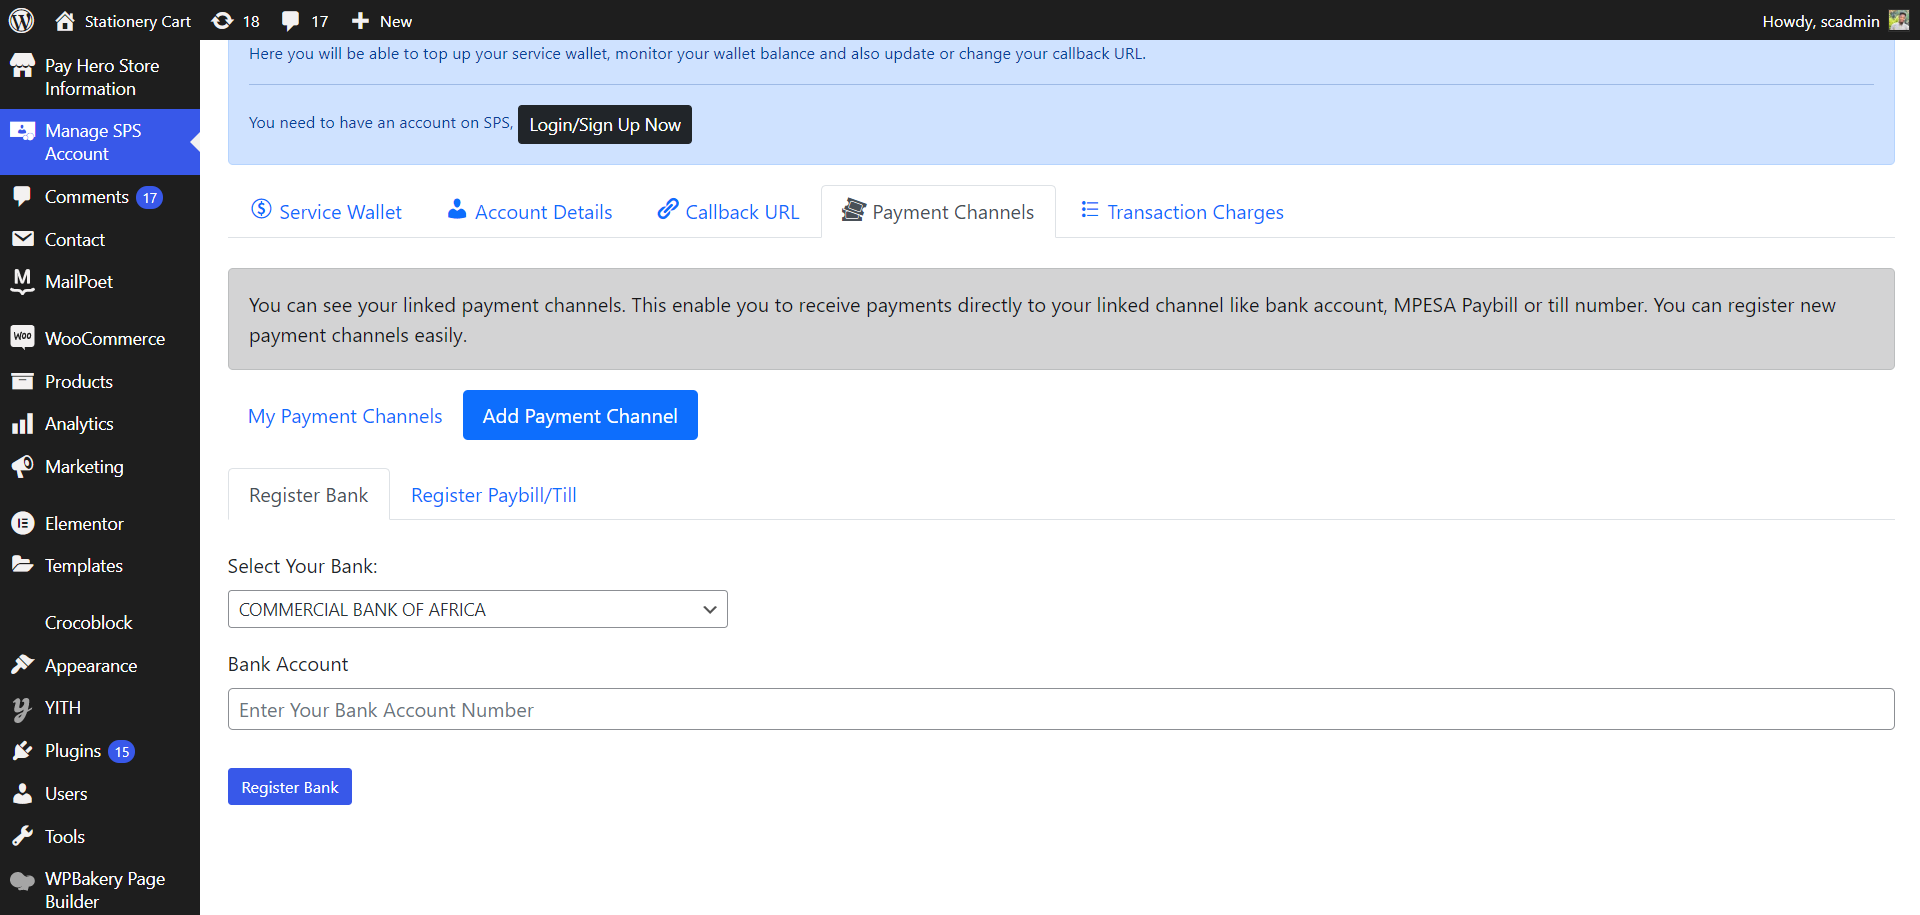 Stationery Cart 18 17 New Howdy, scadmin
Pay Hero Store
Information
Manage SPS
Account
Comments 17
Contact
MailPoet
WooCommerce
Products
Analytics
Marketing
Elementor
Templates
Crocoblock
Appearance
YITH
Plugins 15
Users
Tools
WPBakery Page
Builder
Here you will be able to top up your service wallet, monitor your wallet balance and also update or change your callback URL.
You need to have an account on SPS, Login/Sign Up Now
Service Wallet Account Details Callback URL Payment Channels Transaction Charges
You can see your linked payment channels. This enable you to receive payments directly to your linked channel like bank account, MPESA Paybill or till number. You can register new
payment channels easily.
My Payment Channels Add Payment Channel
Register Bank Register Paybill/Till
Select Your Bank:
COMMERCIAL BANK OF AFRICA
Bank Account
Enter Your Bank Account Number
Register Bank